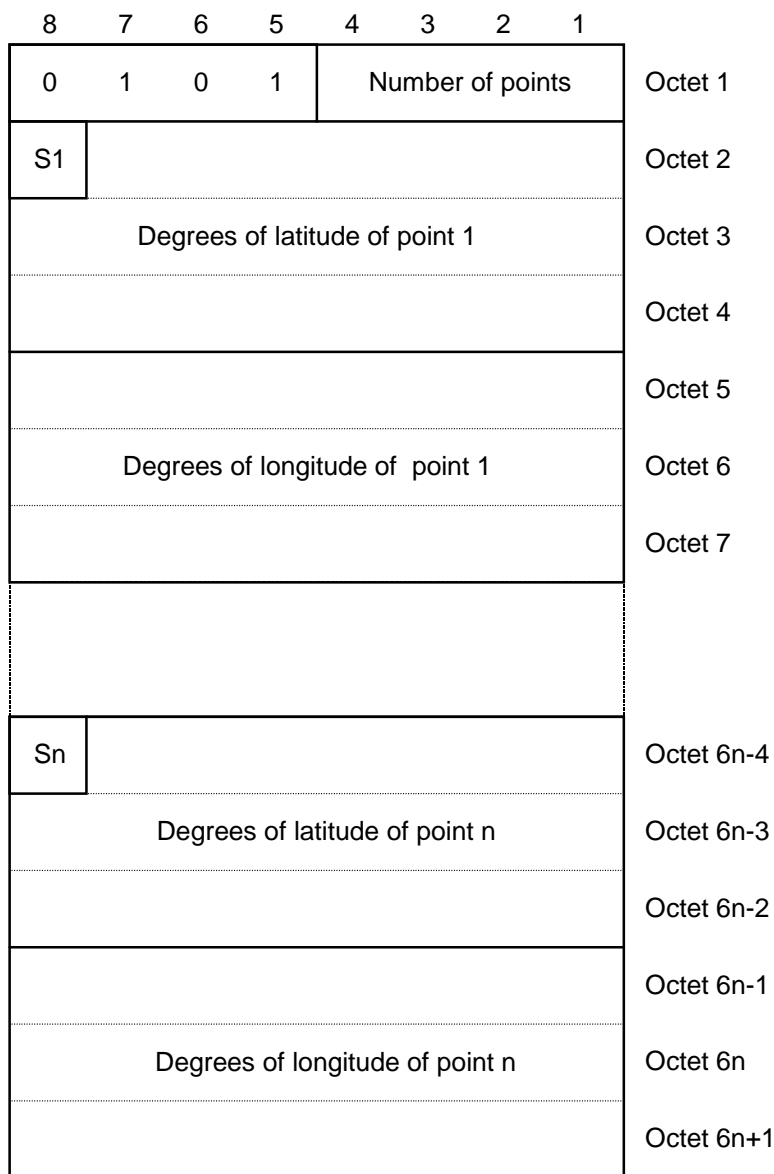 8 7 6 5 4 3 2 1
0 1 0 1 Number of points Octet 1
S1 Octet 2
Degrees of latitude of point 1 Octet 3
Octet 4
Octet 5
Degrees of longitude of point 1 Octet 6
Octet 7
Sn Octet 6n-4
Degrees of latitude of point n Octet 6n-3
Octet 6n-2
Octet 6n-1
Degrees of longitude of point n Octet 6n
Octet 6n+1